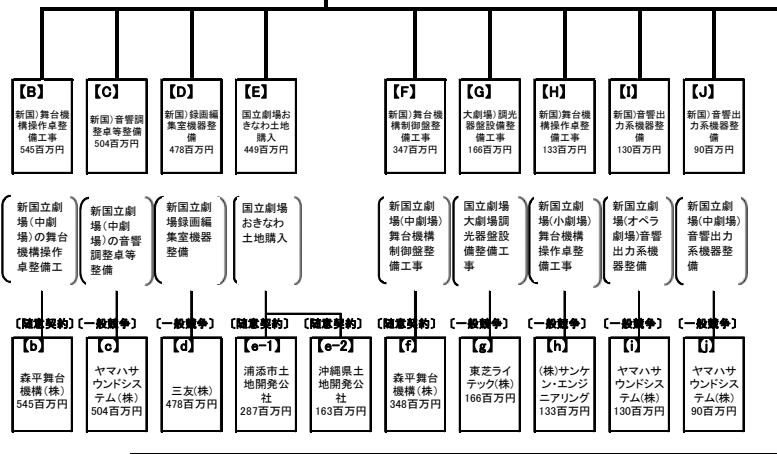 【B】
新国)舞台機
構操作卓整
備工事
545百万円
【C】
新国)音響調
整卓等整備
504百万円
【D】
新国)録画編
集室機器整
備
478百万円
【E】
国立劇場お
きなわ土地
購入
449百万円
【F】
新国)舞台機
構制御盤整
備工事
347百万円
【G】
大劇場)調光
器盤設備整
備工事
166百万円
【H】
新国)舞台機
構操作卓整
備工事
133百万円
【I】
新国)音響出
力系機器整
備
130百万円
【J】
新国)音響出
力系機器整
備
90百万円
新国立劇
場(中劇
場)の舞台
機構操作
卓整備工
新国立劇
場(中劇
場)の音響
調整卓等
整備
新国立劇
場録画編
集室機器
整備
国立劇場
おきなわ
土地購入
新国立劇
場(中劇場)
舞台機構
制御盤整
備工事
国立劇場
大劇場調
光器盤設
備整備工
事
新国立劇
場(小劇場)
舞台機構
操作卓整
備工事
新国立劇
場(オペラ
劇場)音響
出力系機
器整備
新国立劇
場(中劇場)
音響出力
系機器整
備
〔随意契約〕
〔一般競争〕
〔一般競争〕
〔随意契約〕
〔随意契約〕
〔随意契約〕
〔一般競争〕
〔一般競争〕
〔一般競争〕
〔一般競争〕
【b】
森平舞台
機構(株)
545百万円
【c】
ヤマハサ
ウンドシス
テム(株)
504百万円
【d】
三友(株)
478百万円
【e-1】
浦添市土
地開発公
社
287百万円
【e-2】
沖縄県土
地開発公
社
163百万円
【f】
森平舞台
機構(株)
348百万円
【g】
東芝ライ
テック(株)
166百万円
【h】
(株)サンケ
ン・エンジ
ニアリング
133百万円
【i】
ヤマハサ
ウンドシス
テム(株)
130百万円
【j】
ヤマハサ
ウンドシス
テム(株)
90百万円